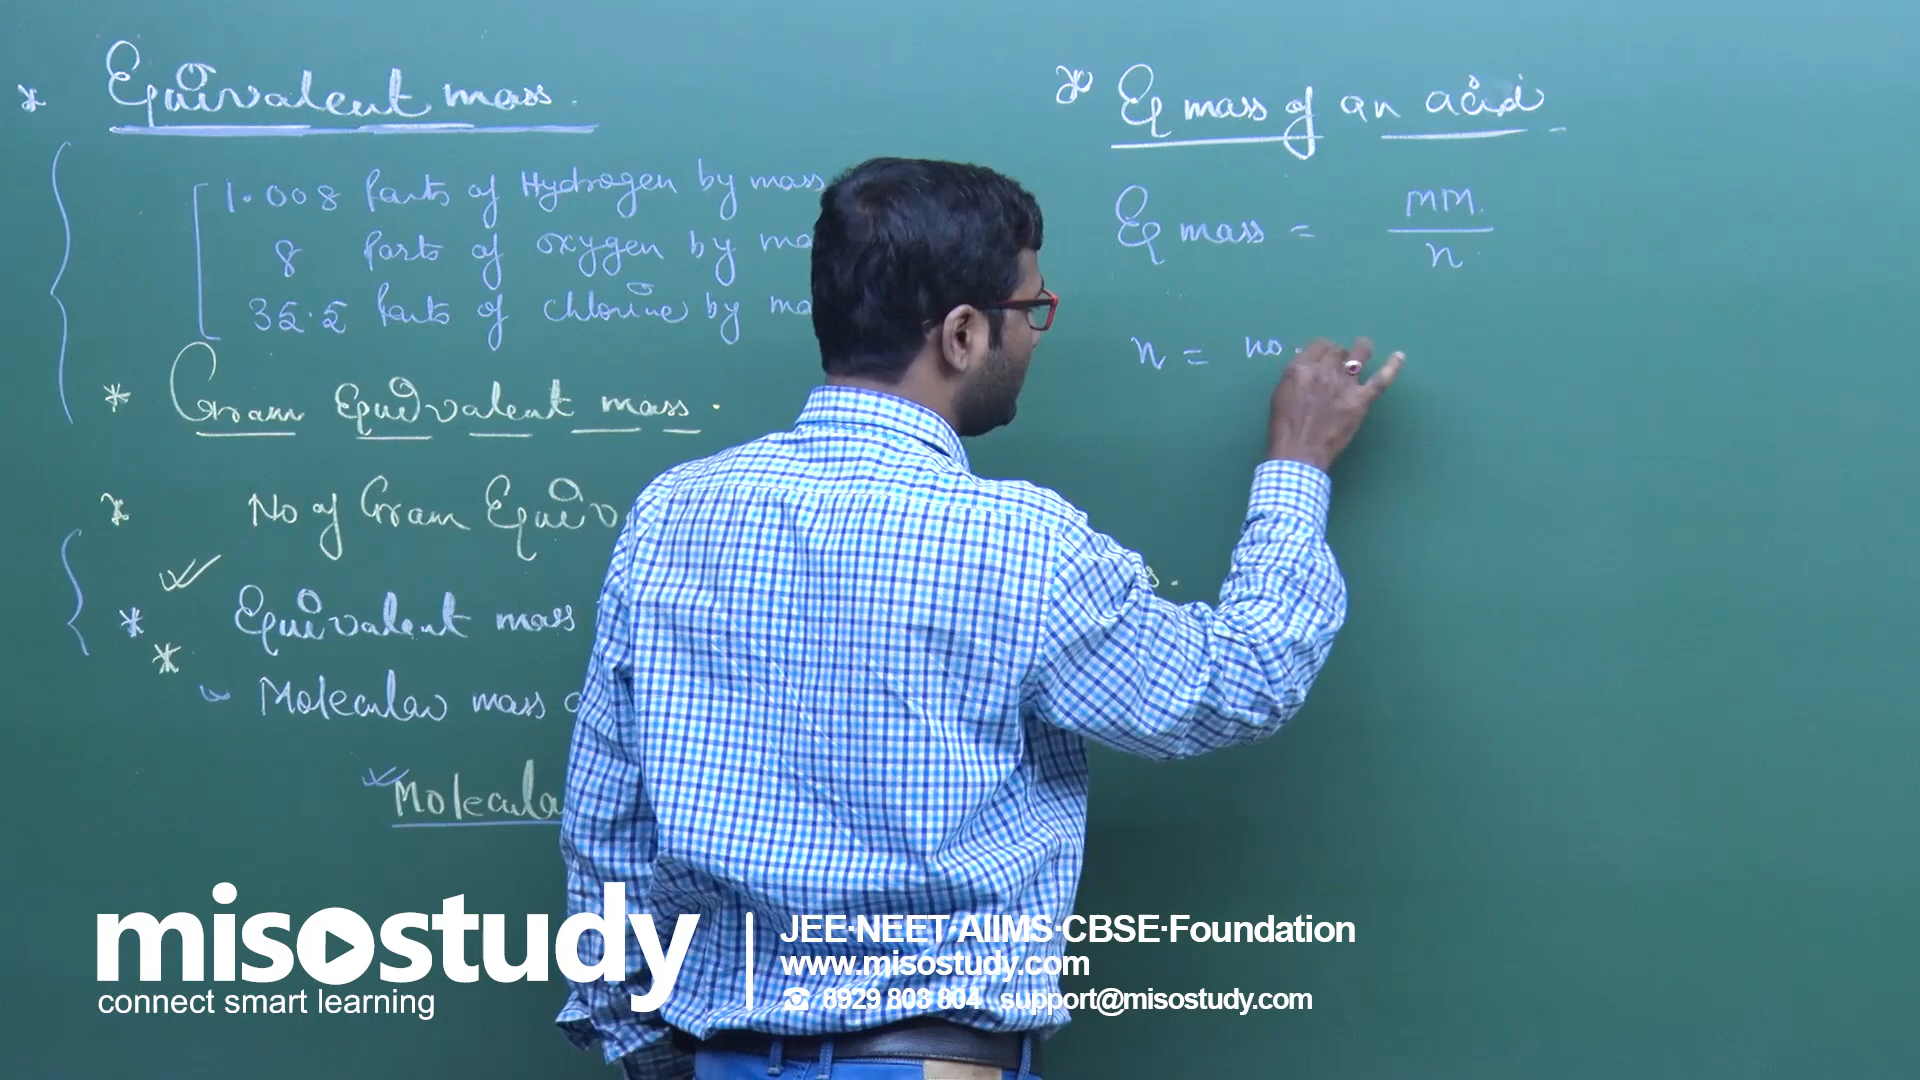 * Equivalent mass.
1.008 Parts of Hydrogen by mass
8 Parts of oxygen by
35.5 Parts of chlorine by
* Gram Equivalent mass.
* No of Gram Equiv
* Equivalent mass
*
Molecular mass
Molecular
* Eq mass of an acid
Eq mass = MM.
n.
n = no.
misostudy
connect smart learning
JEE·NEET·AIIMS·CBSE·Foundation
www.misostudy.com
8929 803 804 support@misostudy.com